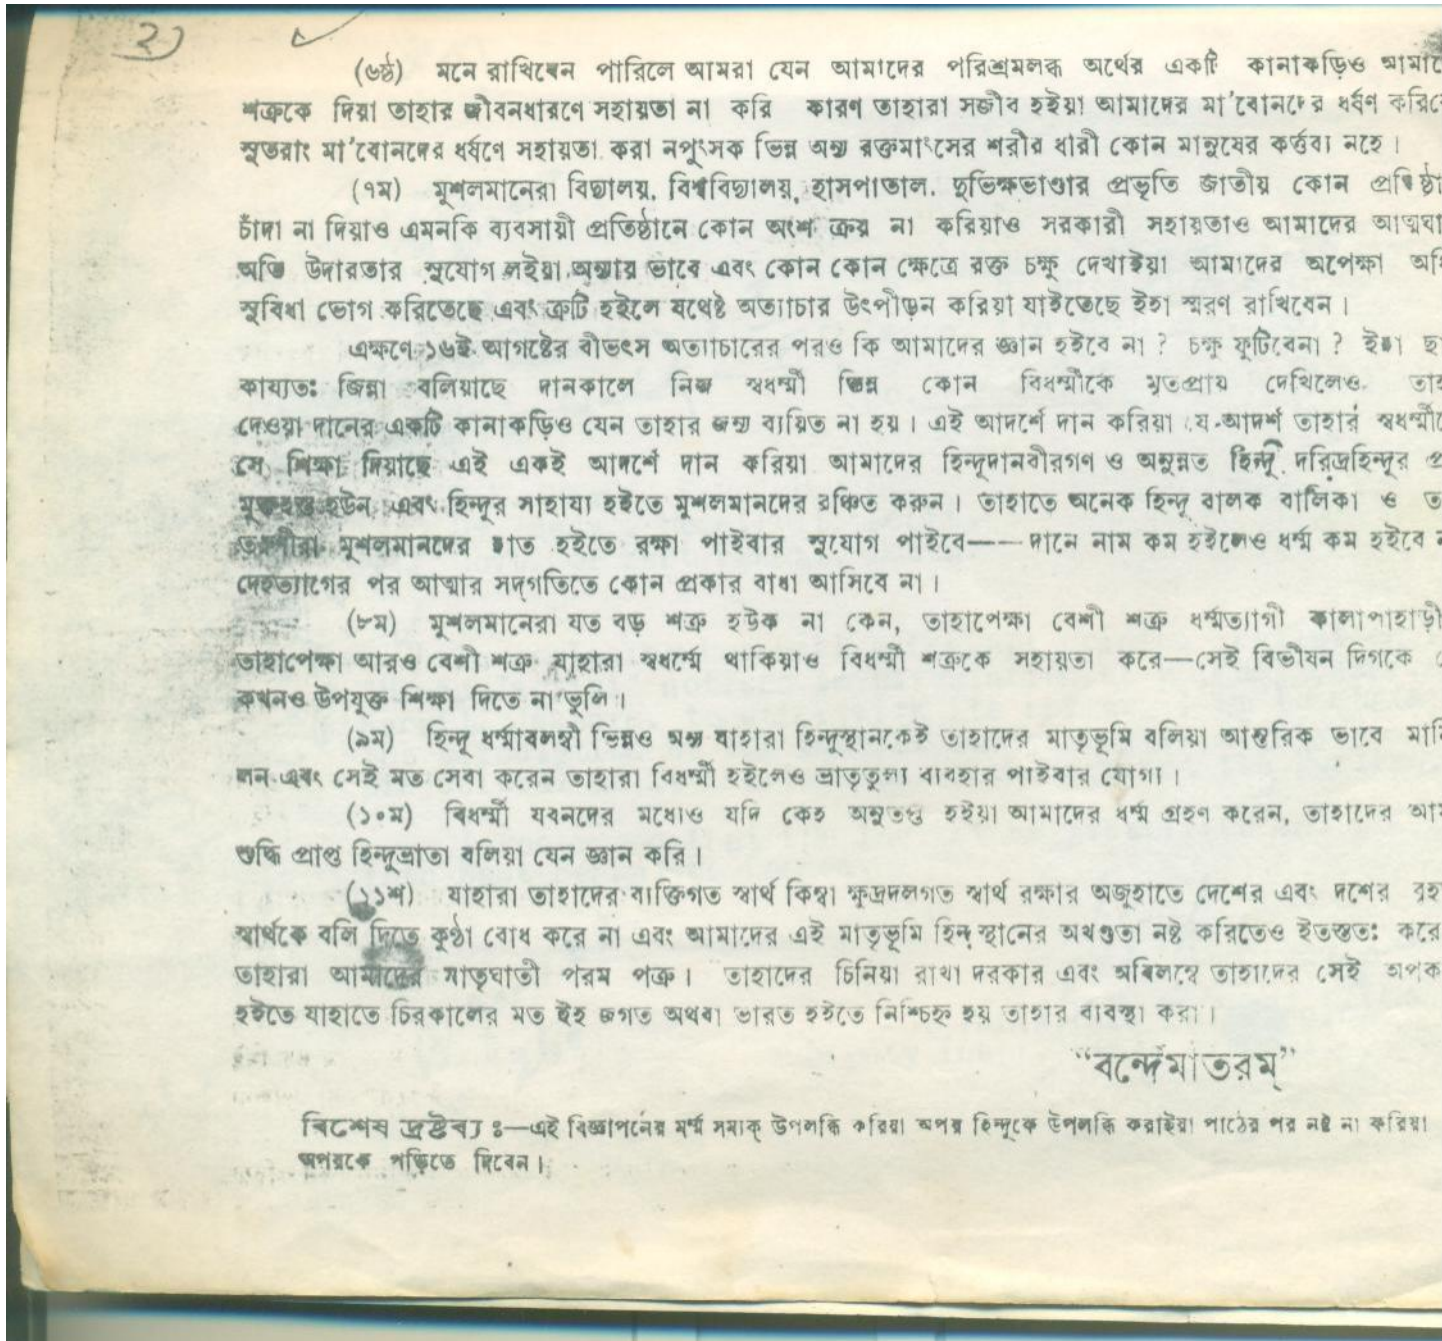 ২)
(৬ষ্ঠ) মনে রাখিবেন পারিলে আমরা যেন আমাদের পরিশ্রমলব্ধ অর্থের একটি কানাকড়িও আমাদে
শত্রুকে দিয়া তাহার জীবনধারণে সহায়তা না করি কারণ তাহারা সজীব হইয়া আমাদের মা'বোনদের ধর্ষণ করিবে
সুতরাং মা'বোনদের ধর্ষণে সহায়তা করা নপুংসক ভিন্ন অন্য রক্তমাংসের শরীর ধারী কোন মানুষের কর্ত্তব্য নহে।
(৭ম) মুশলমানেরা বিদ্যালয়, বিশ্ববিদ্যালয়, হাসপাতাল, দুভিক্ষভাণ্ডার প্রভৃতি জাতীয় কোন প্রতিষ্ঠা
চাঁদা না দিয়াও এমনকি ব্যবসায়ী প্রতিষ্ঠানে কোন অংশ ক্রয় না করিয়াও সরকারী সহায়তাও আমাদের আত্মঘা
অতি উদারতার সুযোগ লইয়া অন্যায় ভাবে এবং কোন কোন ক্ষেত্রে রক্ত চক্ষু দেখাইয়া আমাদের অপেক্ষা অধি
সুবিধা ভোগ করিতেছে এবং ত্রুটি হইলে যথেষ্ট অত্যাচার উৎপীড়ন করিয়া যাইতেছে ইহা স্মরণ রাখিবেন।
এক্ষণে ১৬ই আগষ্টের বীভৎস অত্যাচারের পরও কি আমাদের জ্ঞান হইবে না? চক্ষু ফুটিবেনা? ইহা ছা
কায্যতঃ জিন্না বলিয়াছে দানকালে নিজ স্বধর্ম্মী ভিন্ন কোন বিধর্ম্মীকে মৃতপ্রায় দেখিলেও তাহ
দেওয়া দানের একটি কানাকড়িও যেন তাহার জন্য ব্যয়িত না হয়। এই আদর্শে দান করিয়া যে আদর্শ তাহার স্বধর্ম্মীে
সে শিক্ষা দিয়াছে এই একই আদর্শে দান করিয়া আমাদের হিন্দুদানবীরগণ ও অনুন্নত হিন্দু দরিদ্রহিন্দুর প্র
মুক্তহস্ত হউন, এবং হিন্দুর সাহায্য হইতে মুশলমানদের বঞ্চিত করুন। তাহাতে অনেক হিন্দু বালক বালিকা ও ত
তরুণীরা মুশলমানদের হাত হইতে রক্ষা পাইবার সুযোগ পাইবে——দানে নাম কম হইলেও ধর্ম্ম কম হইবে ন
দেহত্যাগের পর আত্মার সদ্গতিতে কোন প্রকার বাধা আসিবে না।
(৮ম) মুশলমানেরা যত বড় শত্রু হউক না কেন, তাহাপেক্ষা বেশী শত্রু ধর্ম্মত্যাগী কালাপাহাড়ী
তাহাপেক্ষা আরও বেশী শত্রু যাহারা স্বধর্ম্মে থাকিয়াও বিধর্ম্মী শত্রুকে সহায়তা করে—সেই বিভীষন দিগকে
কখনও উপযুক্ত শিক্ষা দিতে না ভুলি।
(৯ম) হিন্দু ধর্ম্মাবলম্বী ভিন্নও অন্য যাহারা হিন্দুস্থানকেই তাহাদের মাতৃভূমি বলিয়া আন্তরিক ভাবে মানি
লন এবং সেই মত সেবা করেন তাহারা বিধর্ম্মী হইলেও ভ্রাতৃতুল্য ব্যবহার পাইবার যোগ্য।
(১০ম) বিধর্ম্মী যবনদের মধ্যেও যদি কেহ অনুতপ্ত হইয়া আমাদের ধর্ম্ম গ্রহণ করেন, তাহাদের আম
শুদ্ধি প্রাপ্ত হিন্দুভ্রাতা বলিয়া যেন জ্ঞান করি।
(১১শ) যাহারা তাহাদের ব্যক্তিগত স্বার্থ কিম্বা ক্ষুদ্রদলগত স্বার্থ রক্ষার অজুহাতে দেশের এবং দশের বৃহ
স্বার্থকে বলি দিতে কুণ্ঠা বোধ করে না এবং আমাদের এই মাতৃভূমি হিন্দুস্থানের অখণ্ডতা নষ্ট করিতেও ইতস্ততঃ করে
তাহারা আমাদের মাতৃঘাতী পরম শত্রু। তাহাদের চিনিয়া রাখা দরকার এবং অবিলম্বে তাহাদের সেই অপক
হইতে যাহাতে চিরকালের মত ইহ জগত অথবা ভারত হইতে নিশ্চিহ্ন হয় তাহার ব্যবস্থা করা।
“বন্দেমাতরম্”
বিশেষ দ্রষ্টব্য ঃ—এই বিজ্ঞাপনের মর্ম্ম সম্যক্ উপলব্ধি করিয়া অপর হিন্দুকে উপলব্ধি করাইয়া পাঠের পর নষ্ট না করিয়া
অপরকে পড়িতে দিবেন।